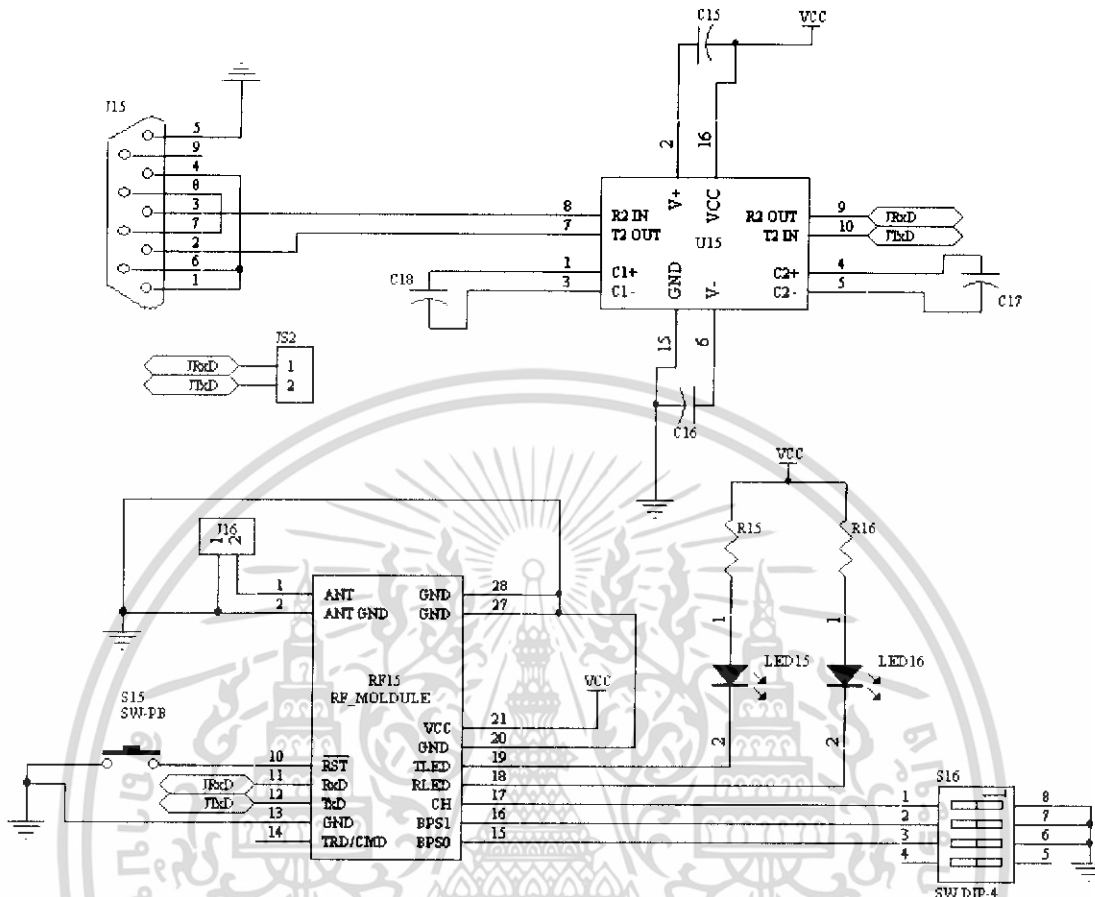 C15
VCC
J15
5
9
4
8
3
7
2
6
1
2
16
V+
VCC
8 R2 IN
7 T2 OUT
U15
R2 OUT 9 JRxD
T2 IN 10 JTxD
C18
1 C1+
3 C1-
GND
V-
C2+ 4
C2- 5
C17
15
6
C16
JS2
JRxD 1
JTxD 2
VCC
R15
R16
J16
1
2
1 ANT
2 ANT GND
GND 28
GND 27
RF15
RF_MOLDULE
VCC
1
1
LED15
LED16
2
2
S15
SW-PB
VCC 21
GND 20
TLED 19
RLED 18
CH 17
BPS1 16
BPS0 15
10 RST
JRxD 11 RxD
JTxD 12 TxD
13 GND
14 TRD/CMD
S16
1
2
3
4
8
7
6
5
SW DIP-4